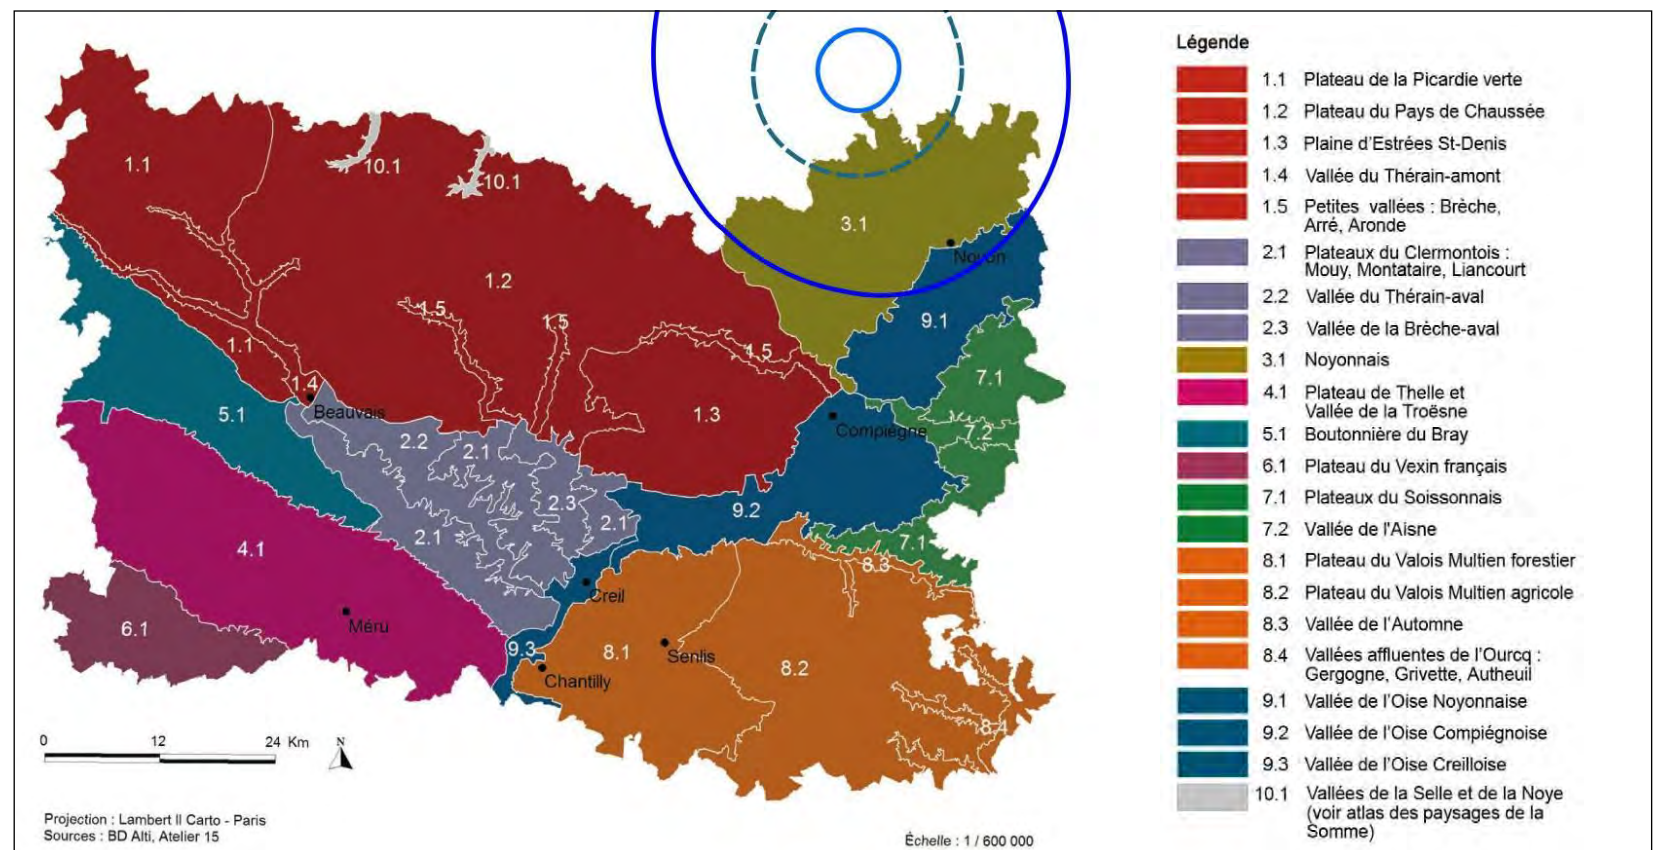 1.1
10.1
10.1
3.1
Noyon
1.2
1.5
1.5
9.1
1.1
1.5
1.4
Beauvais
7.1
5.1
1.3
Compiègne
2.2
2.1
7.2
2.3
9.2
2.1
2.1
7.1
4.1
8.3
Creil
Méru
6.1
9.3
8.1
Senlis
8.2
Chantilly
8.4
0 12 24 Km
N
Projection : Lambert II Carto - Paris
Sources : BD Alti, Atelier 15
Échelle : 1 / 600 000
Légende
1.1 Plateau de la Picardie verte
1.2 Plateau du Pays de Chaussée
1.3 Plaine d'Estrées St-Denis
1.4 Vallée du Thérain-amont
1.5 Petites vallées : Brèche,
Arré, Aronde
2.1 Plateaux du Clermontois :
Mouy, Montataire, Liancourt
2.2 Vallée du Thérain-aval
2.3 Vallée de la Brèche-aval
3.1 Noyonnais
4.1 Plateau de Thelle et
Vallée de la Troësne
5.1 Boutonnière du Bray
6.1 Plateau du Vexin français
7.1 Plateaux du Soissonnais
7.2 Vallée de l'Aisne
8.1 Plateau du Valois Multien forestier
8.2 Plateau du Valois Multien agricole
8.3 Vallée de l'Automne
8.4 Vallées affluentes de l'Ourcq :
Gergogne, Grivette, Autheuil
9.1 Vallée de l'Oise Noyonnaise
9.2 Vallée de l'Oise Compiégnoise
9.3 Vallée de l'Oise Creilloise
10.1 Vallées de la Selle et de la Noye
(voir atlas des paysages de la
Somme)